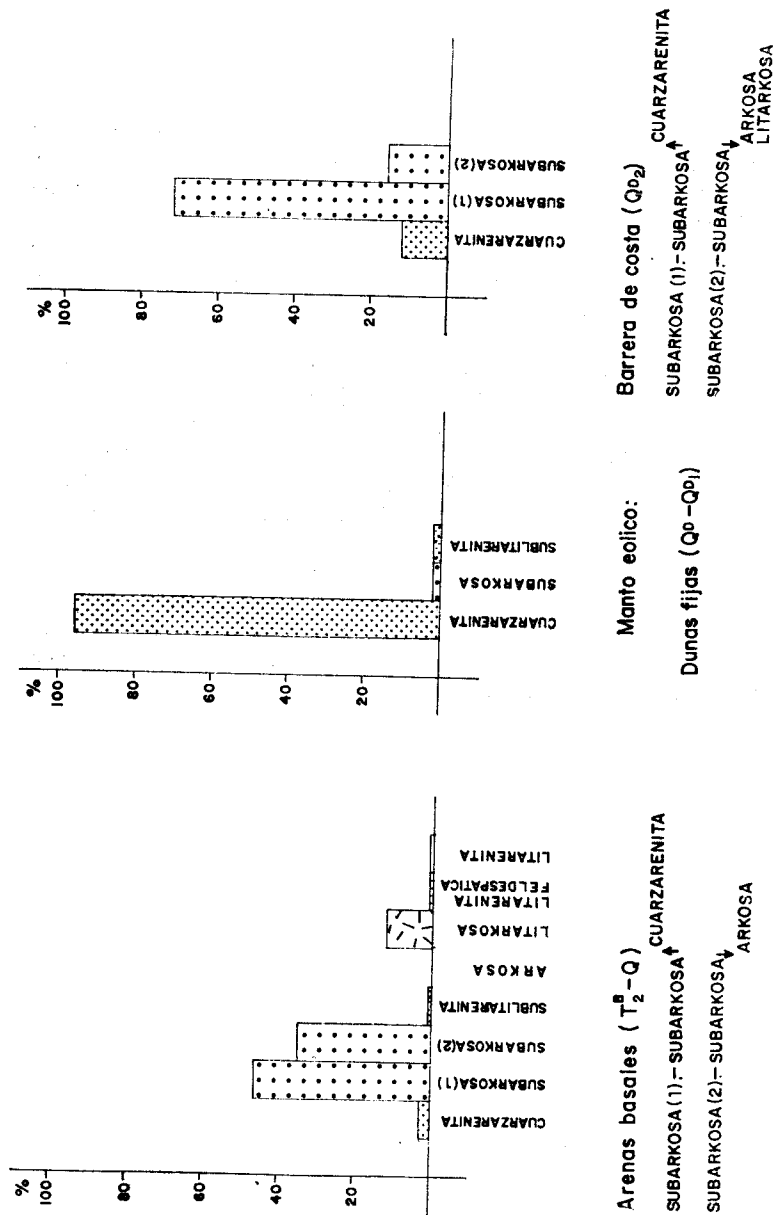 %
100
80
60
40
20
CUARZARENITA
SUBARKOSA(1)
SUBARKOSA(2)
SUBLITARENITA
ARKOSA
LITARKOSA
LITARENITA
FELDESPATICA
LITARENITA
Arenas basales (T₂ᴮ-Q)
SUBARKOSA(1).- SUBARKOSA↑ CUARZARENITA
SUBARKOSA(2).- SUBARKOSA↓ ARKOSA
%
100
80
60
40
20
CUARZARENITA
SUBARKOSA
SUBLITARENITA
Manto eolico:
Dunas fijas (Qᴰ-Qᴰ₁)
%
100
80
60
40
20
CUARZARENITA
SUBARKOSA(1)
SUBARKOSA(2)
Barrera de costa (Qᴰ₂)
SUBARKOSA (1).- SUBARKOSA↑ CUARZARENITA
SUBARKOSA(2).- SUBARKOSA↓ ARKOSA
LITARKOSA